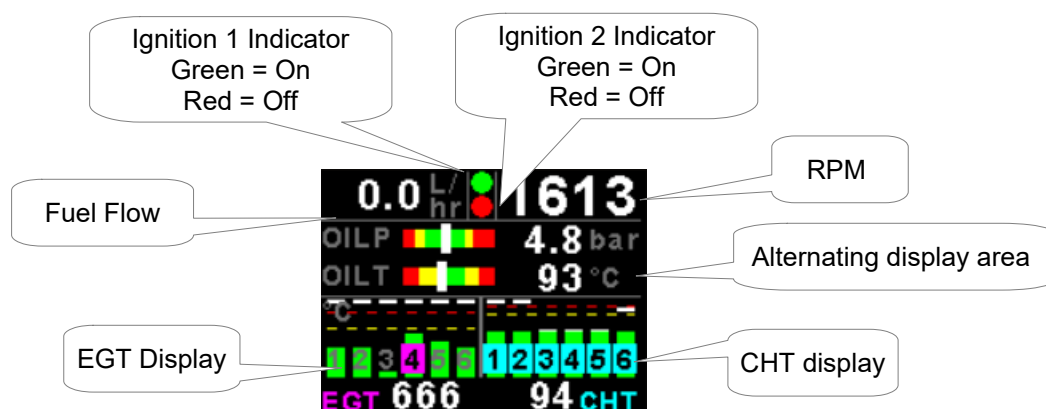 Ignition 1 Indicator
Green = On
Red = Off
Ignition 2 Indicator
Green = On
Red = Off
RPM
Fuel Flow
0.0 L/hr 1613
OILP 4.8 bar
Alternating display area
OILT 93 °C
°C
EGT Display
1 2 3 4 5 6 1 2 3 4 5 6
CHT display
EGT 666 94 CHT